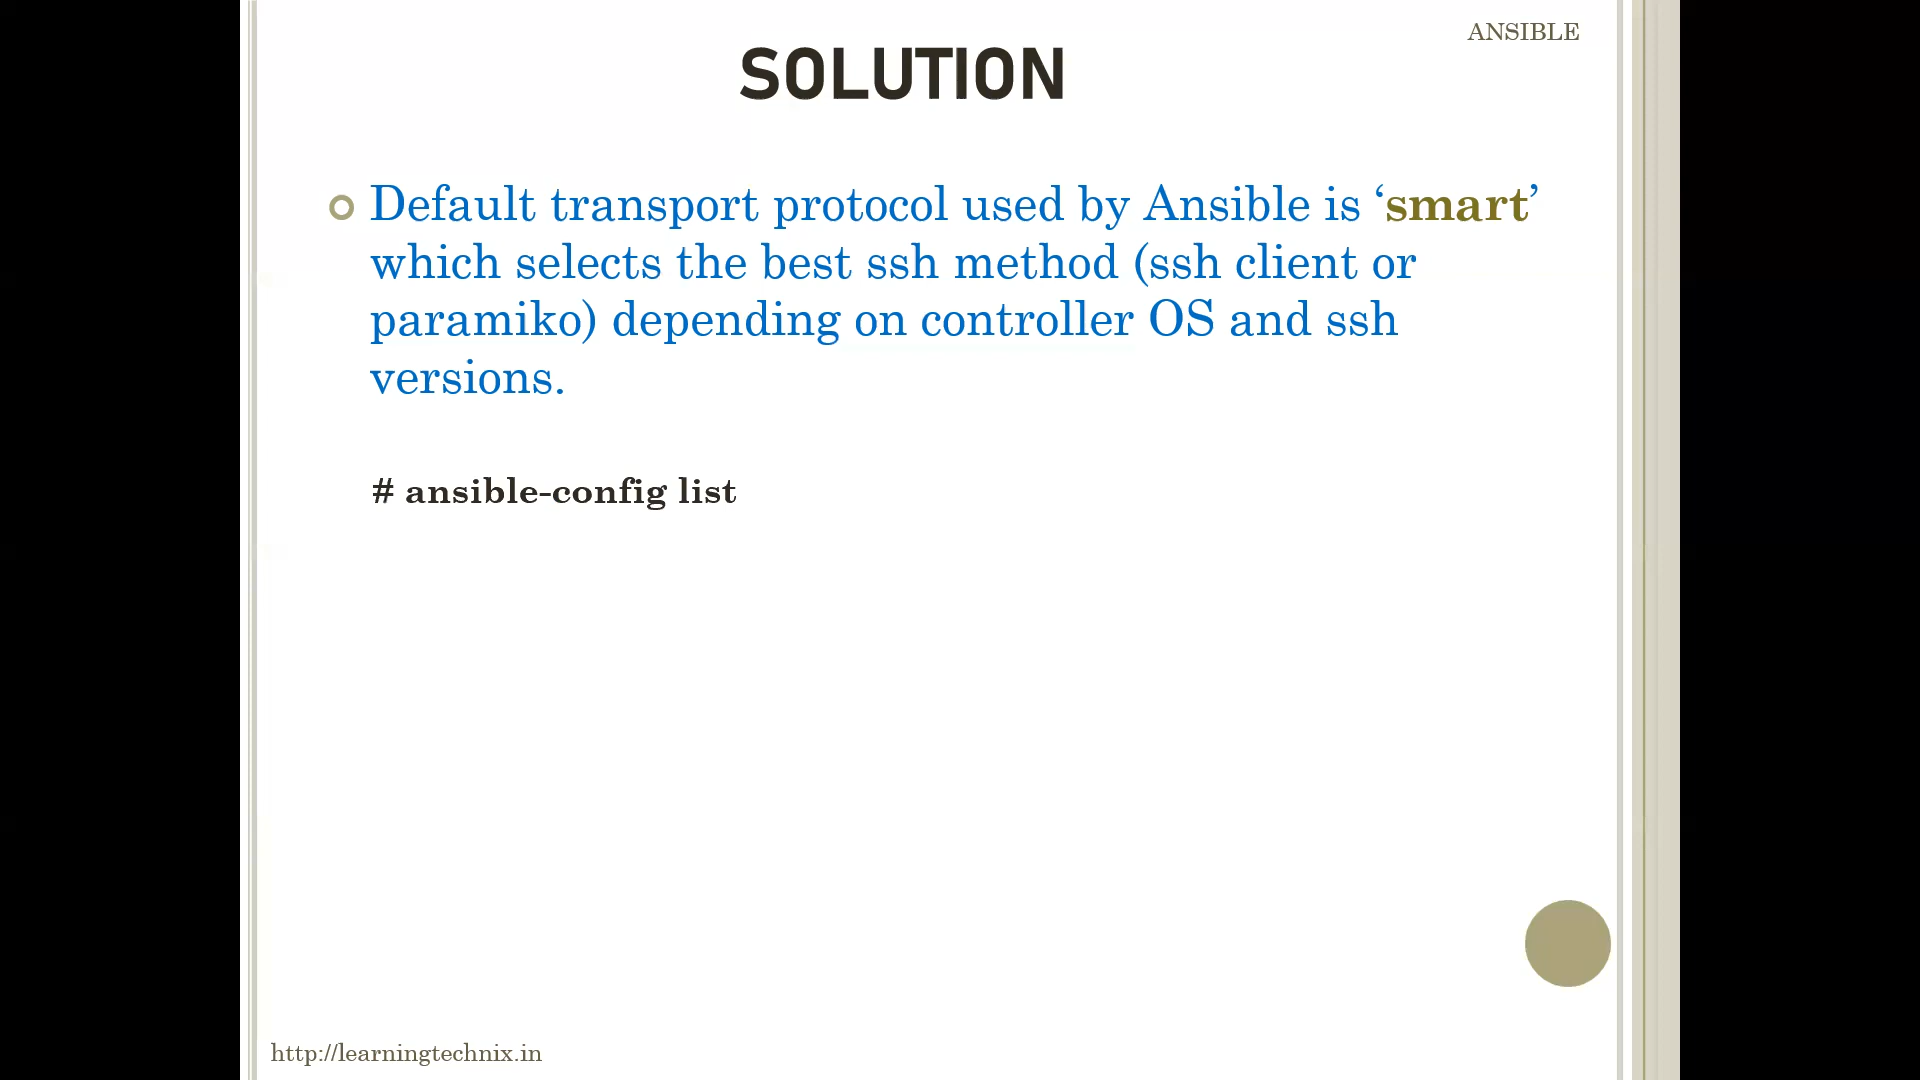 ANSIBLE
SOLUTION
Default transport protocol used by Ansible is ‘smart’
which selects the best ssh method (ssh client or
paramiko) depending on controller OS and ssh
versions.
# ansible-config list
http://learningtechnix.in